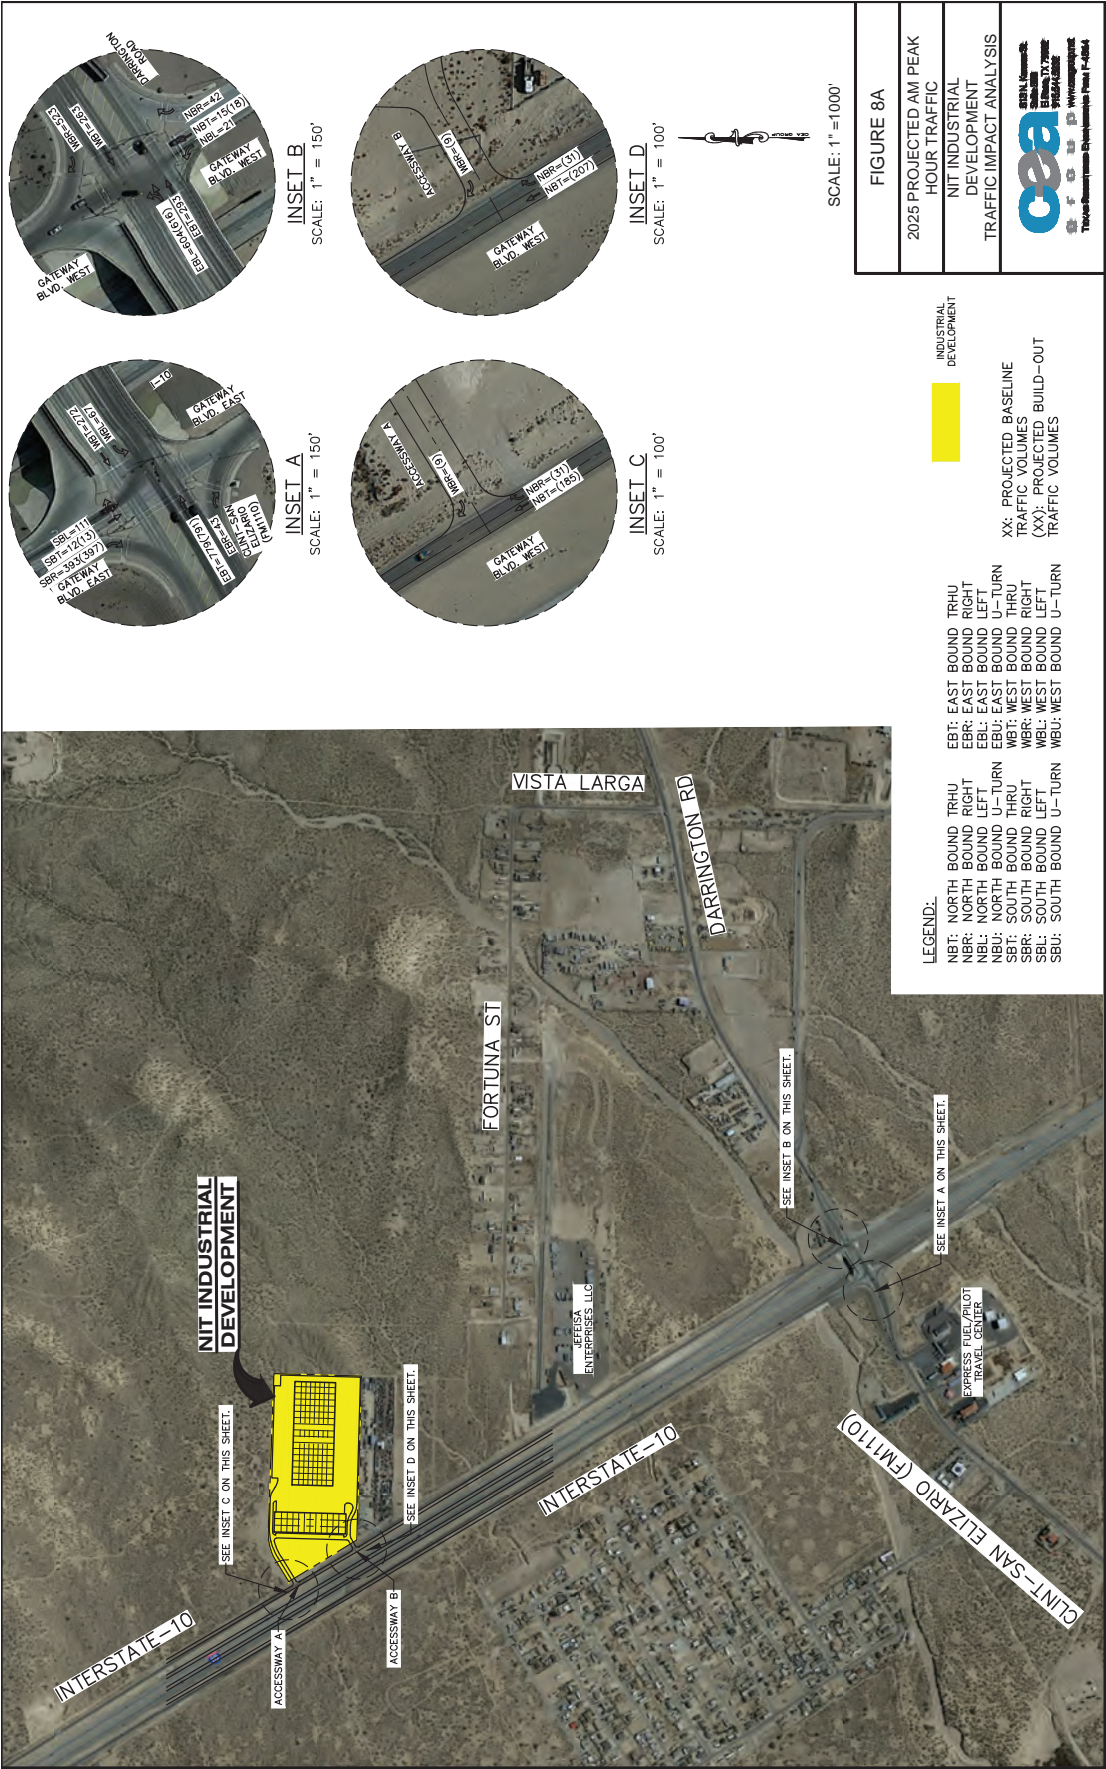 NIT INDUSTRIAL
DEVELOPMENT
SEE INSET C ON THIS SHEET.
SEE INSET D ON THIS SHEET.
ACCESSWAY A
ACCESSWAY B
INTERSTATE-10
INTERSTATE-10
FORTUNA ST
VISTA LARGA
DARRINGTON RD
JEFEISA
ENTERPRISES LLC
SEE INSET B ON THIS SHEET.
SEE INSET A ON THIS SHEET.
EXPRESS FUEL/PILOT
TRAVEL CENTER
CLINT-SAN ELIZARIO (FM1110)
SBL=111
SBT=12(13)
SBR=393(397)
GATEWAY
BLVD. EAST
WBT=272
WBL=67
I-10
GATEWAY
BLVD. EAST
EBT=779(791)
EBR=43
CLINT-SAN
ELIZARIO
(FM1110)
INSET A
SCALE: 1" = 150'
GATEWAY
BLVD. WEST
WBR=523
WBT=263
DARRINGTON
ROAD
NBR=42
NBT=15(18)
NBL=21
GATEWAY
BLVD. WEST
EBL=604(616)
EBT=293
INSET B
SCALE: 1" = 150'
ACCESSWAY A
WBR=(9)
NBR=(31)
NBT=(185)
GATEWAY
BLVD. WEST
INSET C
SCALE: 1" = 100'
ACCESSWAY B
WBR=(9)
NBR=(31)
NBT=(207)
GATEWAY
BLVD. WEST
INSET D
SCALE: 1" = 100'
SCALE: 1" =1000'
LEGEND:
NBT: NORTH BOUND TRHU
NBR: NORTH BOUND RIGHT
NBL: NORTH BOUND LEFT
NBU: NORTH BOUND U-TURN
SBT: SOUTH BOUND THRU
SBR: SOUTH BOUND RIGHT
SBL: SOUTH BOUND LEFT
SBU: SOUTH BOUND U-TURN
EBT: EAST BOUND TRHU
EBR: EAST BOUND RIGHT
EBL: EAST BOUND LEFT
EBU: EAST BOUND U-TURN
WBT: WEST BOUND THRU
WBR: WEST BOUND RIGHT
WBL: WEST BOUND LEFT
WBU: WEST BOUND U-TURN
XX: PROJECTED BASELINE
TRAFFIC VOLUMES
(XX): PROJECTED BUILD-OUT
TRAFFIC VOLUMES
INDUSTRIAL
DEVELOPMENT
FIGURE 8A
2025 PROJECTED AM PEAK
HOUR TRAFFIC
NIT INDUSTRIAL
DEVELOPMENT
TRAFFIC IMPACT ANALYSIS
cea
group